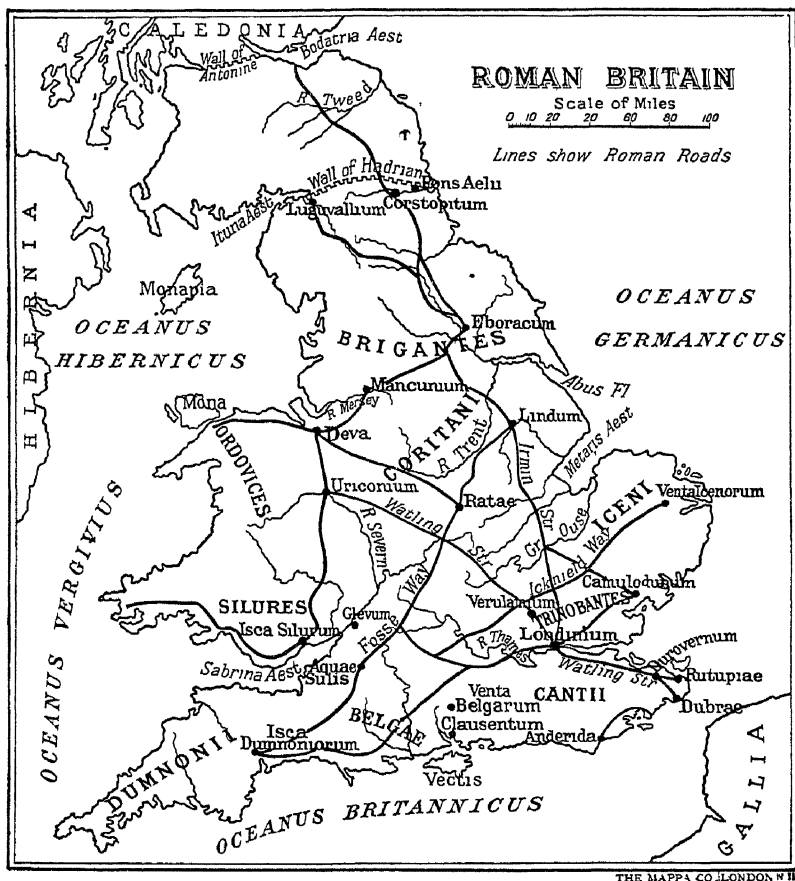 CALEDONIA
Bodatria Aest
Wall of
Antonine
ROMAN BRITAIN
Scale of Miles
0 10 20 40 60 80 100
Lines show Roman Roads
R Tweed
Wall of Hadrian
Pons Aelii
Corstopitum
Luguvallium
Ituna Aest
HIBERNIA
Monapia
OCEANUS
HIBERNICUS
OCEANUS
GERMANICUS
Eboracum
BRIGANTES
Abus Fl
Mancunium
R Mersey
Mona
Deva
Lindum
CORITANII
R Trent
Metaris Aest
ORDOVICES
Uriconium
Ratae
Irmin
Str
Watling
Str
Gr Ouse
ICENI
Venta Icenorum
R Severn
Icknield Way
Camulodunum
Verulamium
TRINOBANTES
OCEANUS VERGIVIUS
SILURES
Isca Silurum
Glevum
Fosse
Way
R Thames
Londinium
Durovernum
Watling Str
Rutupiae
Dubrae
Sabrina Aest
Aquae
Sulis
Venta
Belgarum
CANTII
Clausentum
Anderida
BELGAE
Isca
Dumnoniorum
DUMNONII
Vectis
OCEANUS BRITANNICUS
GALLIA
THE MAPPA CO LONDON N